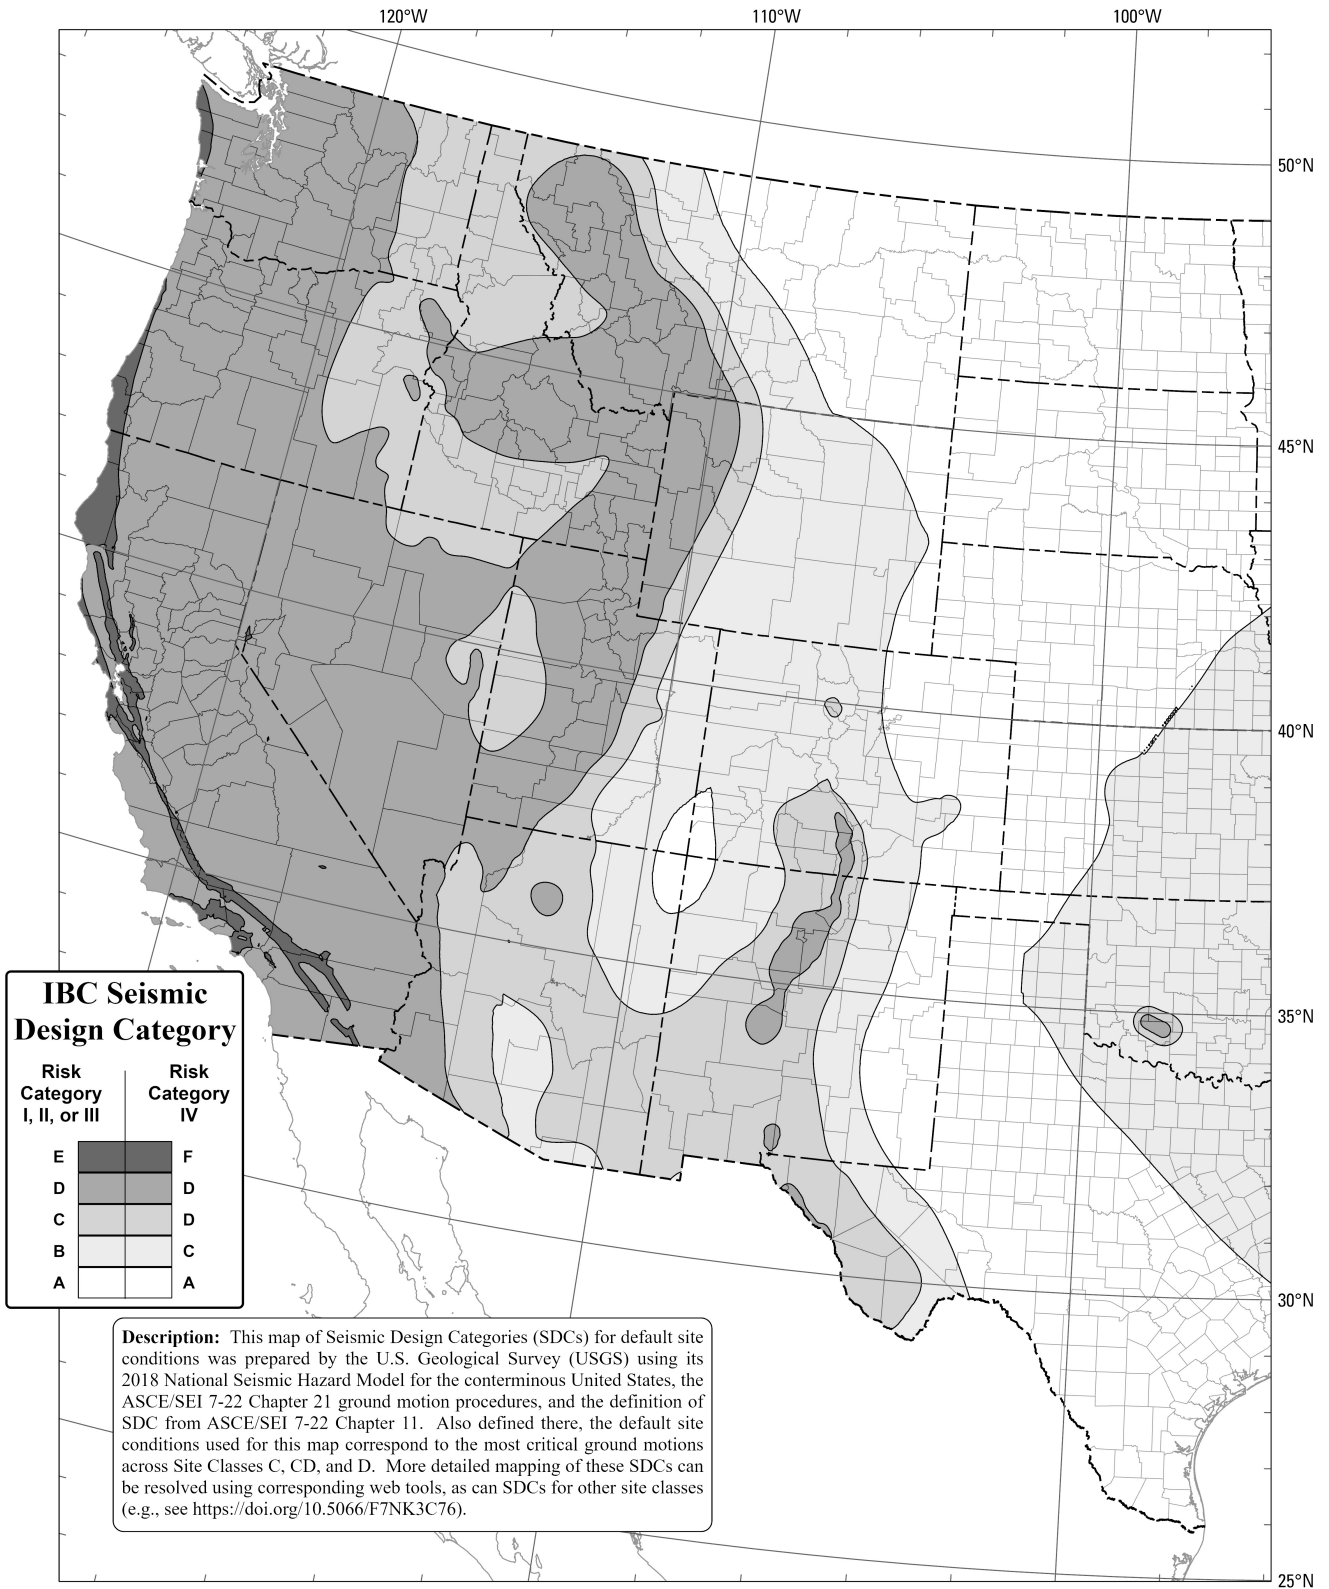 120°W 110°W 100°W
50°N
45°N
40°N
35°N
30°N
25°N
IBC Seismic
Design Category
Risk Risk
Category Category
I, II, or III IV
E F
D D
C D
B C
A A
Description: This map of Seismic Design Categories (SDCs) for default site
conditions was prepared by the U.S. Geological Survey (USGS) using its
2018 National Seismic Hazard Model for the conterminous United States, the
ASCE/SEI 7-22 Chapter 21 ground motion procedures, and the definition of
SDC from ASCE/SEI 7-22 Chapter 11. Also defined there, the default site
conditions used for this map correspond to the most critical ground motions
across Site Classes C, CD, and D. More detailed mapping of these SDCs can
be resolved using corresponding web tools, as can SDCs for other site classes
(e.g., see https://doi.org/10.5066/F7NK3C76).